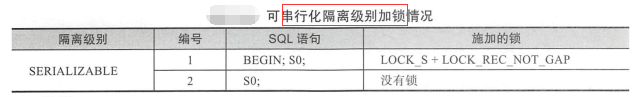 可串行化隔离级别加锁情况
隔离级别 编号 SQL 语句 施加的锁
SERIALIZABLE 1 BEGIN; S0; LOCK_S + LOCK_REC_NOT_GAP
2 S0; 没有锁